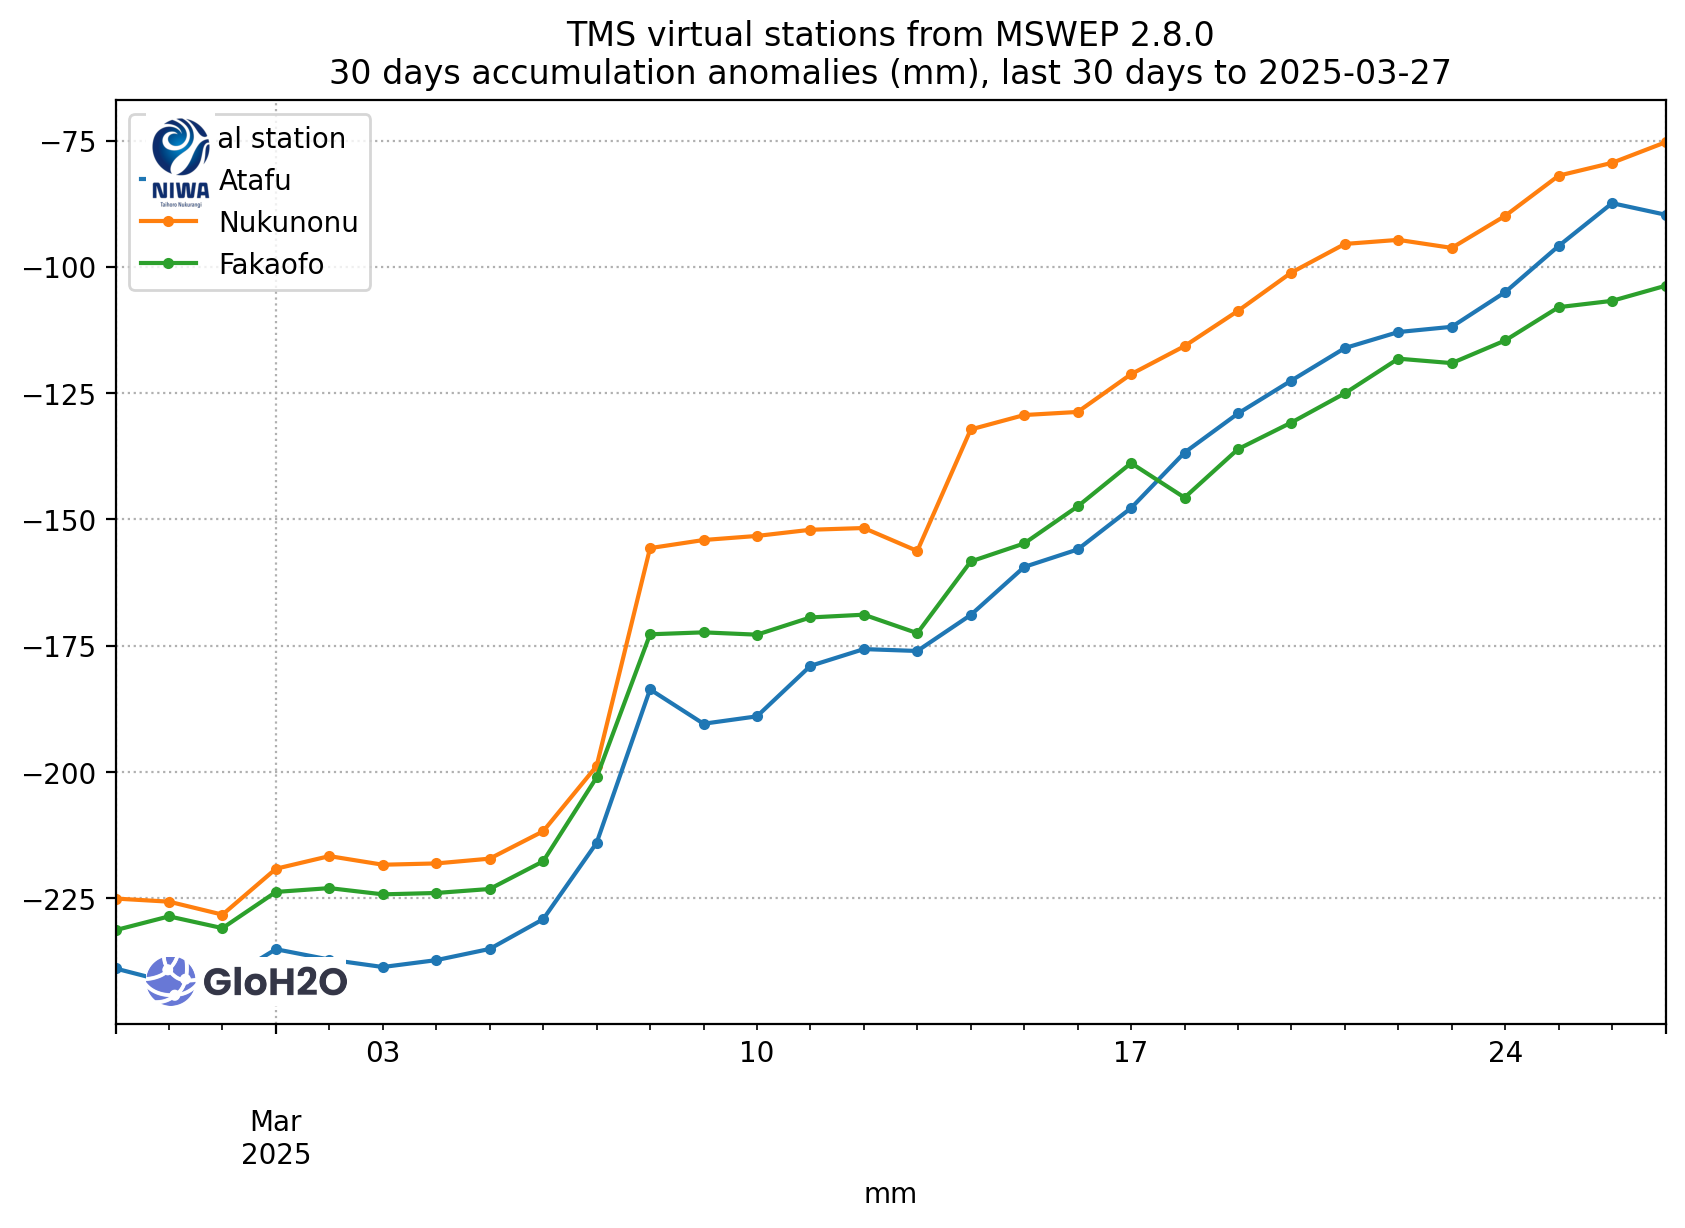 TMS virtual stations from MSWEP 2.8.0
30 days accumulation anomalies (mm), last 30 days to 2025-03-27
−75
−100
−125
−150
−175
−200
−225
al station
Atafu
Nukunonu
Fakaofo
NIWA
Taihoro Nukurangi
GloH2O
03
10
17
24
Mar
2025
mm